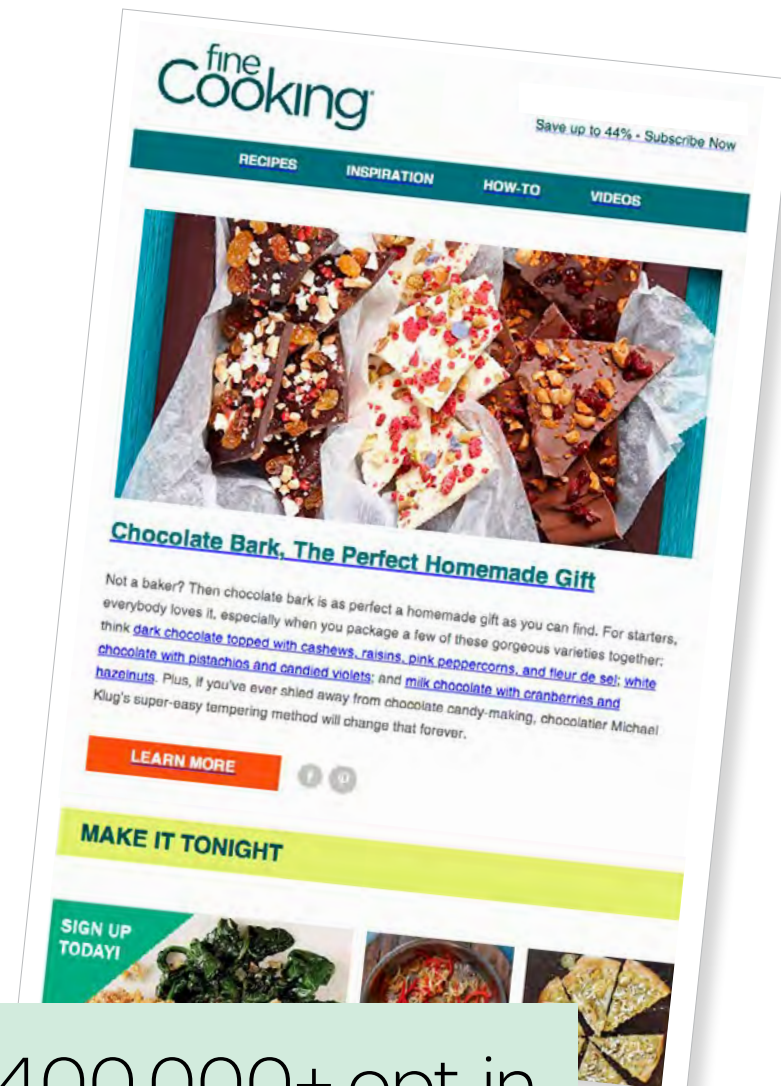 fine
Cooking
Save up to 44% - Subscribe Now
RECIPES INSPIRATION HOW-TO VIDEOS
Chocolate Bark, The Perfect Homemade Gift
Not a baker? Then chocolate bark is as perfect a homemade gift as you can find. For starters,
everybody loves it, especially when you package a few of these gorgeous varieties together;
think dark chocolate topped with cashews, raisins, pink peppercorns, and fleur de sel; white
chocolate with pistachios and candied violets; and milk chocolate with cranberries and
hazelnuts. Plus, if you've ever shied away from chocolate candy-making, chocolatier Michael
Klug's super-easy tempering method will change that forever.
LEARN MORE
MAKE IT TONIGHT
SIGN UP
TODAY!
400,000+ opt-in